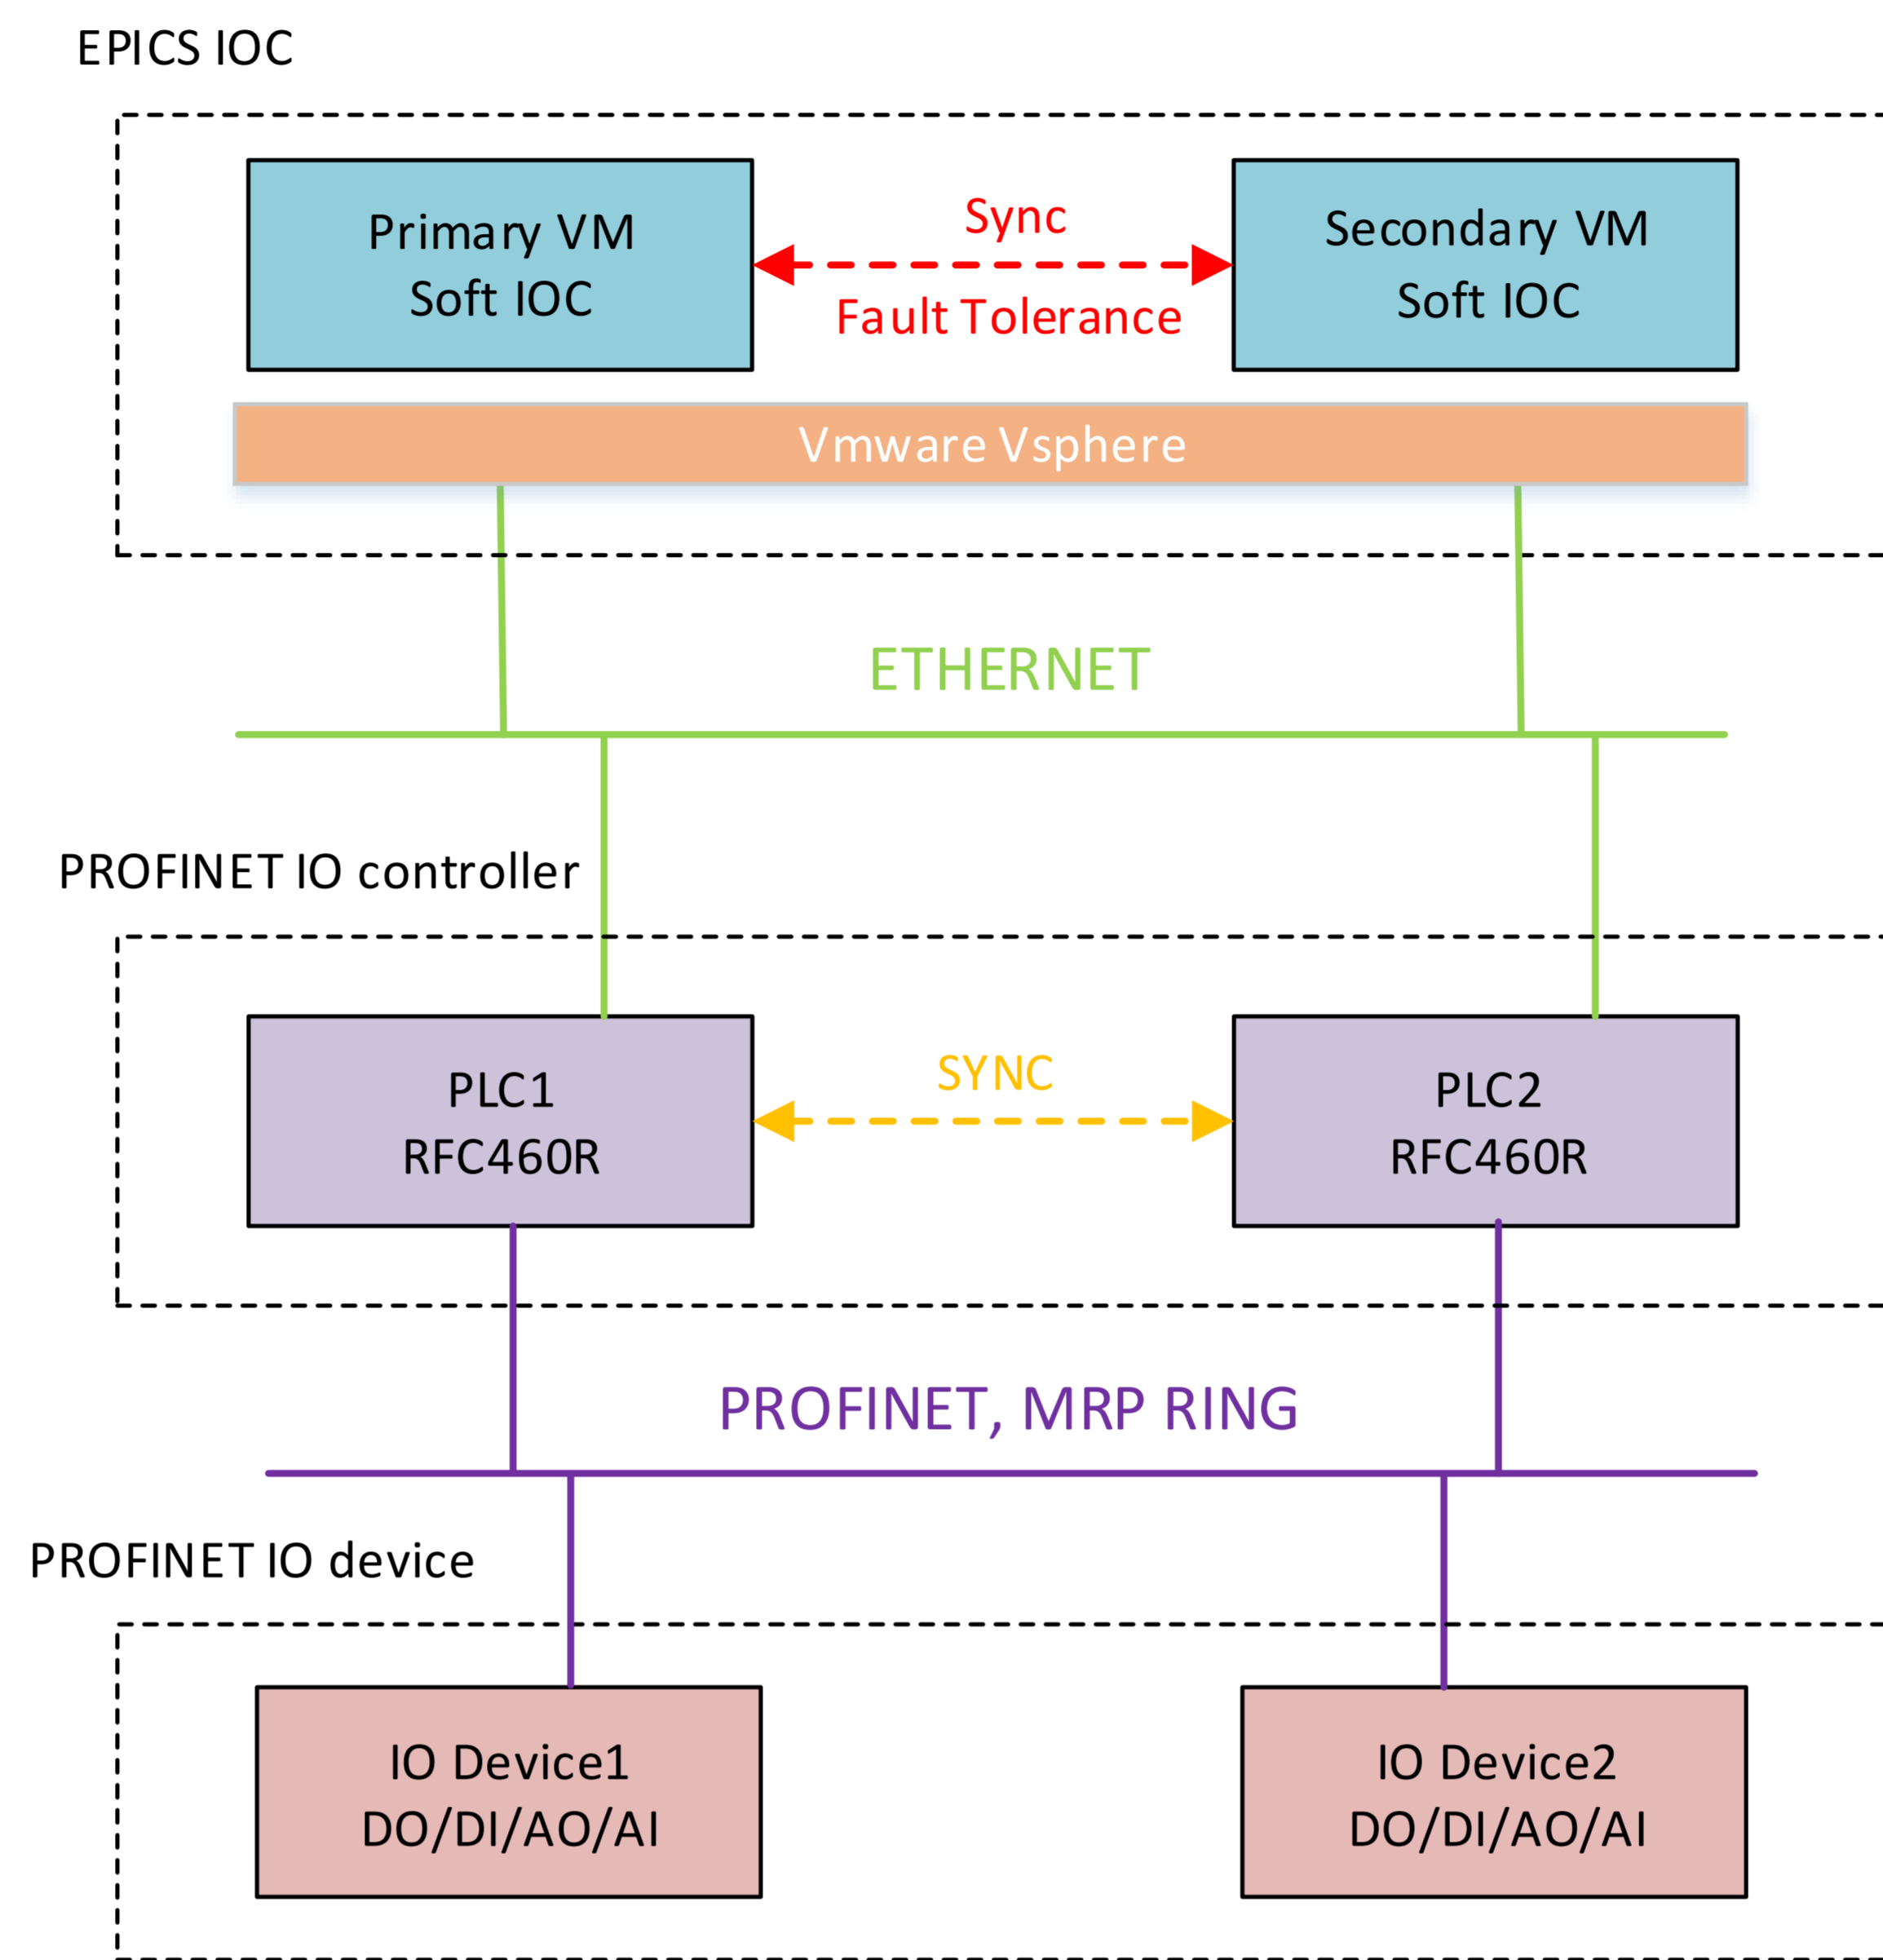 EPICS IOC
Primary VM
Soft IOC
Sync
Fault Tolerance
Secondary VM
Soft IOC
Vmware Vsphere
ETHERNET
PROFINET IO controller
PLC1
RFC460R
SYNC
PLC2
RFC460R
PROFINET, MRP RING
PROFINET IO device
IO Device1
DO/DI/AO/AI
IO Device2
DO/DI/AO/AI